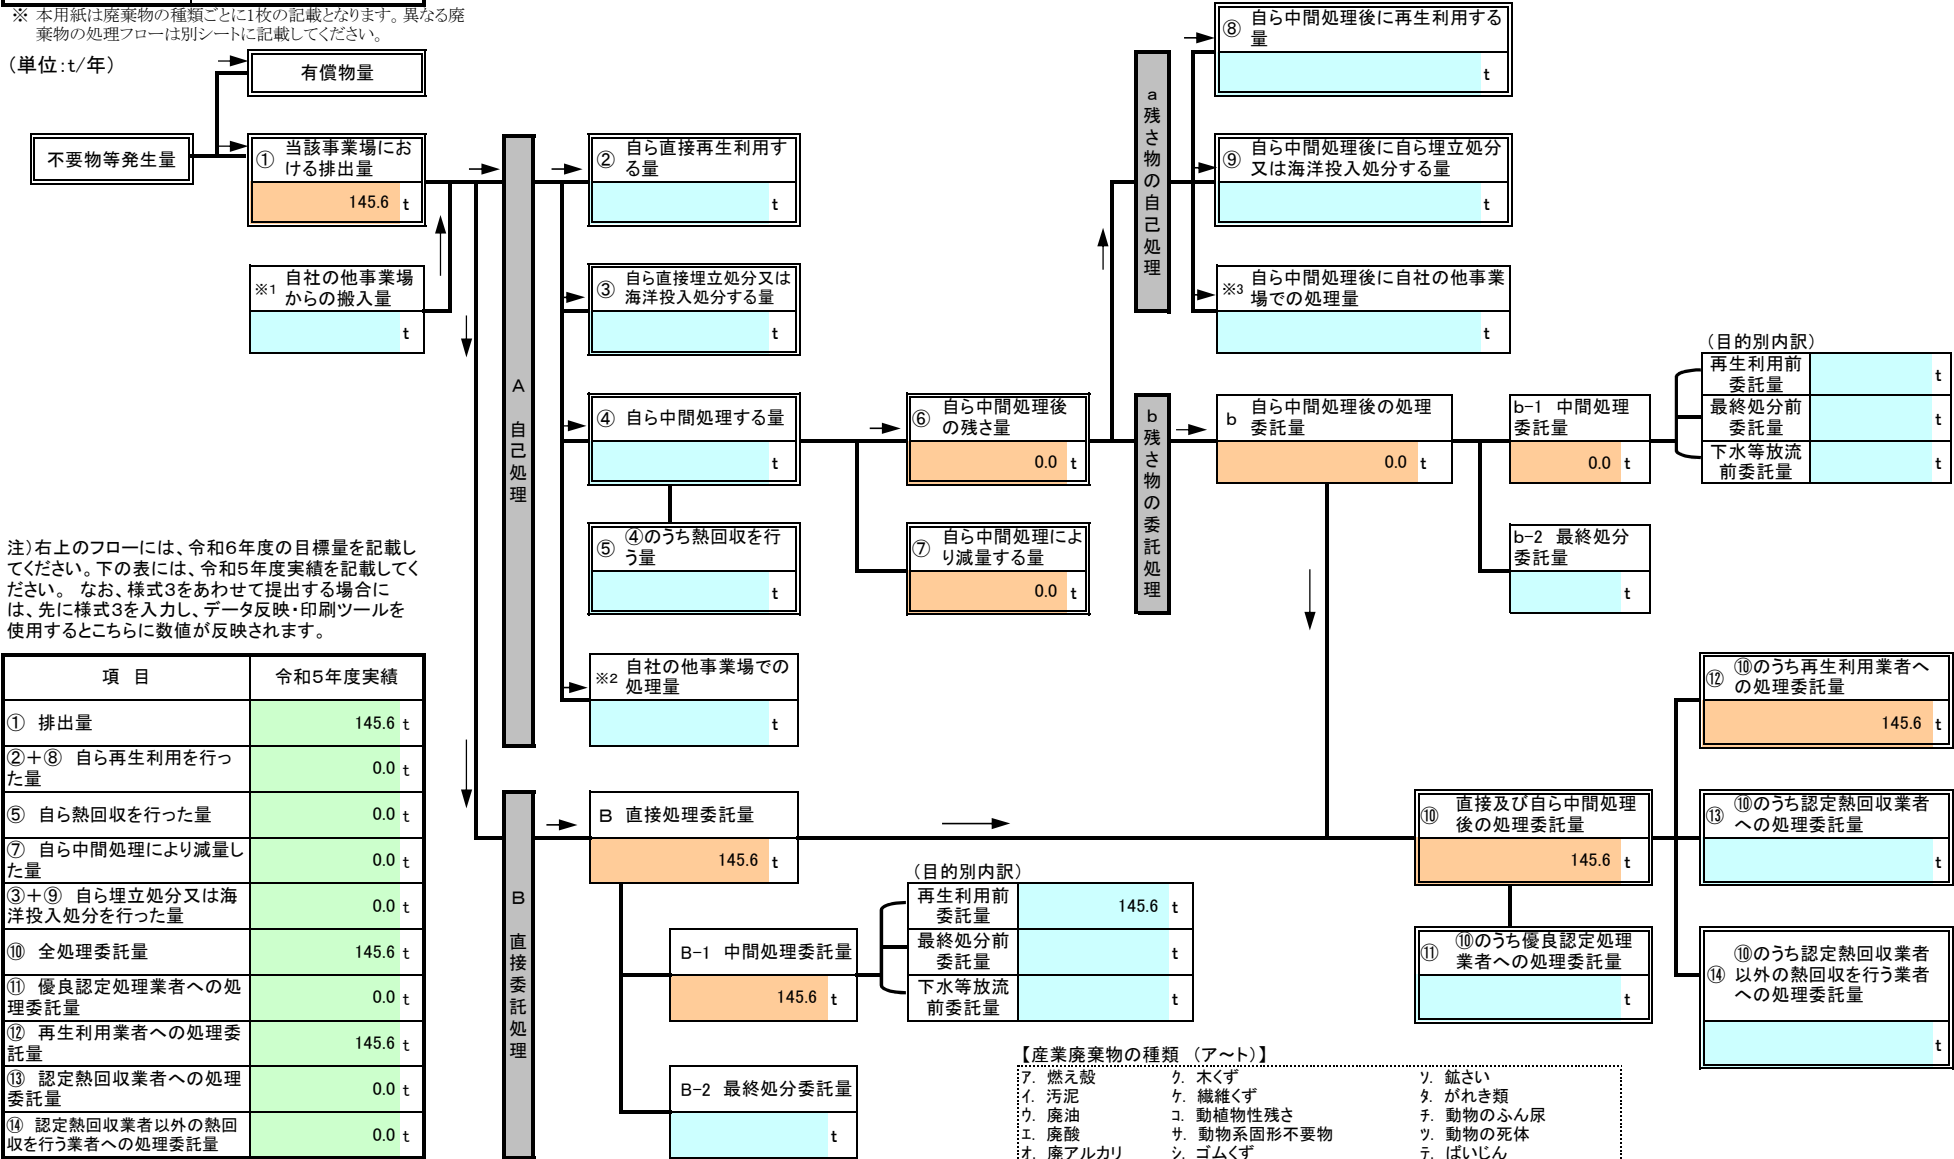 ※ 本用紙は廃棄物の種類ごとに1枚の記載となります。異なる廃
棄物の処理フローは別シートに記載してください。
（単位：t/年）
有償物量
不要物等発生量
① 当該事業場にお
ける排出量
145.6 t
※1 自社の他事業場
からの搬入量
t
A 自己処理
② 自ら直接再生利用す
る量
t
③ 自ら直接埋立処分又は
海洋投入処分する量
t
④ 自ら中間処理する量
t
⑤ ④のうち熱回収を行
う量
t
※2 自社の他事業場での
処理量
t
⑥ 自ら中間処理後
の残さ量
0.0 t
⑦ 自ら中間処理によ
り減量する量
0.0 t
a 残さ物の自己処理
⑧ 自ら中間処理後に再生利用する
量
t
⑨ 自ら中間処理後に自ら埋立処分
又は海洋投入処分する量
t
※3 自ら中間処理後に自社の他事業
場での処理量
t
b 残さ物の委託処理
b 自ら中間処理後の処理
委託量
0.0 t
b-1 中間処理
委託量
0.0 t
b-2 最終処分
委託量
t
（目的別内訳）
再生利用前
委託量
t
最終処分前
委託量
t
下水等放流
前委託量
t
注）右上のフローには、令和６年度の目標量を記載し
てください。下の表には、令和５年度実績を記載してく
ださい。 なお、様式３をあわせて提出する場合に
は、先に様式３を入力し、データ反映・印刷ツールを
使用するとこちらに数値が反映されます。
項 目 令和５年度実績
① 排出量 145.6 t
②＋⑧ 自ら再生利用を行っ
た量 0.0 t
⑤ 自ら熱回収を行った量 0.0 t
⑦ 自ら中間処理により減量し
た量 0.0 t
③＋⑨ 自ら埋立処分又は海
洋投入処分を行った量 0.0 t
⑩ 全処理委託量 145.6 t
⑪ 優良認定処理業者への処
理委託量 0.0 t
⑫ 再生利用業者への処理委
託量 145.6 t
⑬ 認定熱回収業者への処理
委託量 0.0 t
⑭ 認定熱回収業者以外の熱回
収を行う業者への処理委託量 0.0 t
B 直接委託処理
B 直接処理委託量
145.6 t
B-1 中間処理委託量
145.6 t
B-2 最終処分委託量
t
（目的別内訳）
再生利用前
委託量
145.6 t
最終処分前
委託量
t
下水等放流
前委託量
t
⑩ 直接及び自ら中間処理
後の処理委託量
145.6 t
⑪ ⑩のうち優良認定処理
業者への処理委託量
t
⑫ ⑩のうち再生利用業者へ
の処理委託量
145.6 t
⑬ ⑩のうち認定熱回収業者
への処理委託量
t
⑭ ⑩のうち認定熱回収業者
以外の熱回収を行う業者
への処理委託量
t
【産業廃棄物の種類 （ア～ト）】
ア. 燃え殻 ク. 木くず ソ. 鉱さい
イ. 汚泥 ケ. 繊維くず タ. がれき類
ウ. 廃油 コ. 動植物性残さ チ. 動物のふん尿
エ. 廃酸 サ. 動物系固形不要物 ツ. 動物の死体
オ. 廃アルカリ シ. ゴムくず テ. ばいじん